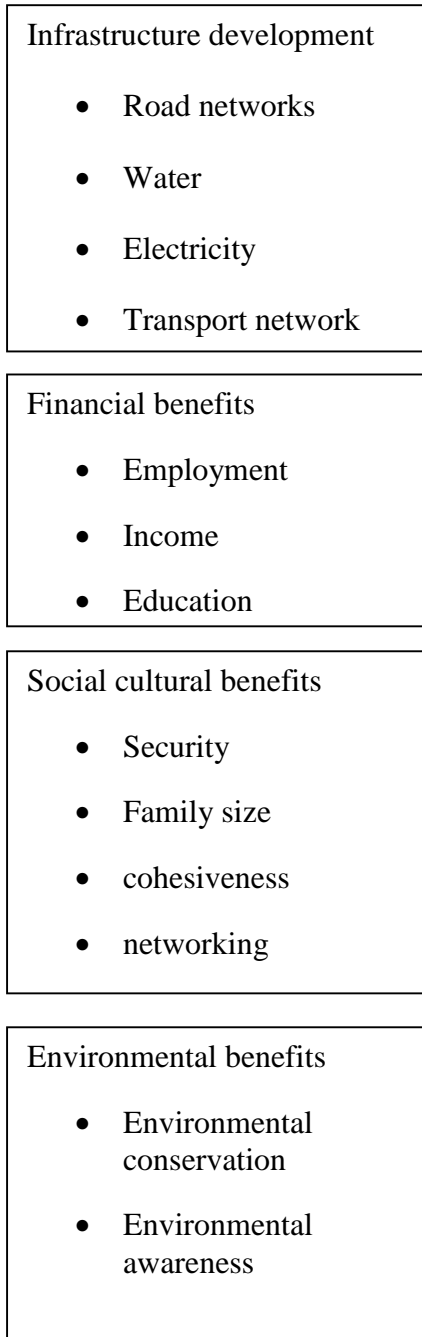 Infrastructure development
• Road networks
• Water
• Electricity
• Transport network
Financial benefits
• Employment
• Income
• Education
Social cultural benefits
• Security
• Family size
• cohesiveness
• networking
Environmental benefits
• Environmental
conservation
• Environmental
awareness